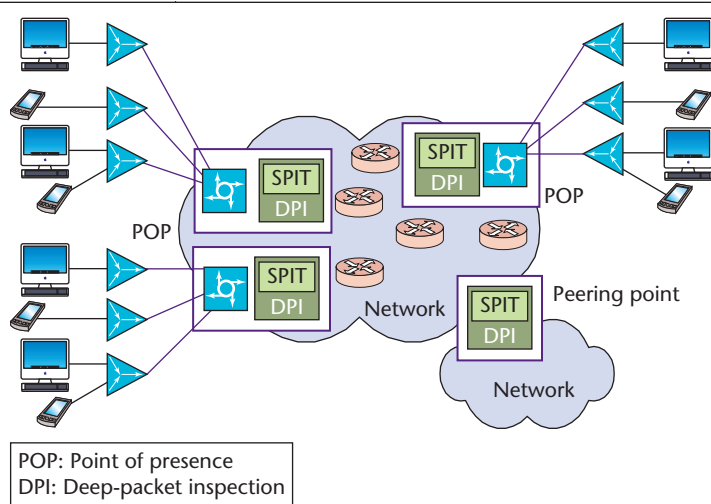 SPIT
DPI
POP
SPIT
DPI
POP
SPIT
DPI
Network
SPIT
DPI
Peering point
Network
POP: Point of presence
DPI: Deep-packet inspection